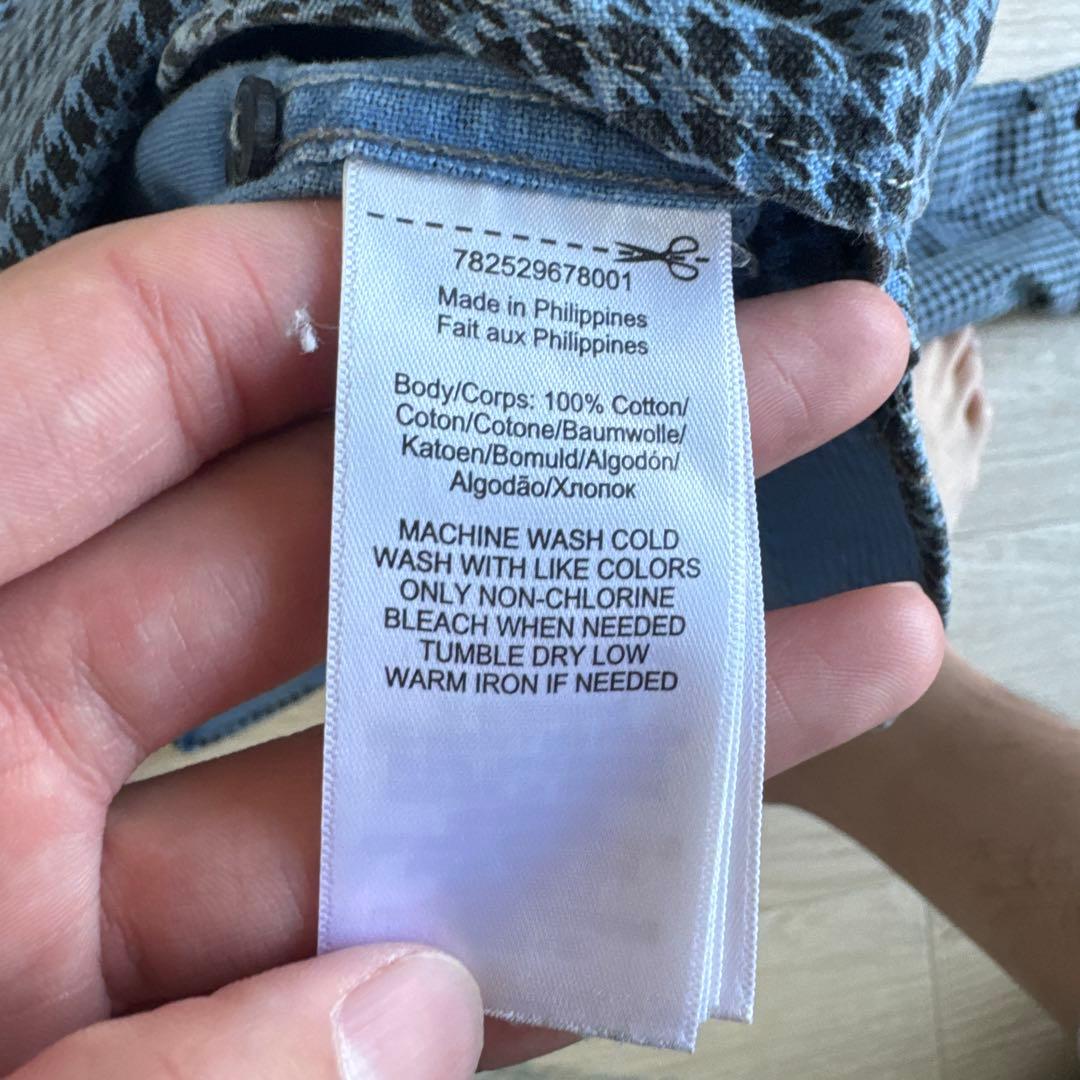 782529678001
Made in Philippines
Fait aux Philippines
Body/Corps: 100% Cotton/
Coton/Cotone/Baumwolle/
Katoen/Bomuld/Algodón/
Algodão/Хлопок
MACHINE WASH COLD
WASH WITH LIKE COLORS
ONLY NON-CHLORINE
BLEACH WHEN NEEDED
TUMBLE DRY LOW
WARM IRON IF NEEDED